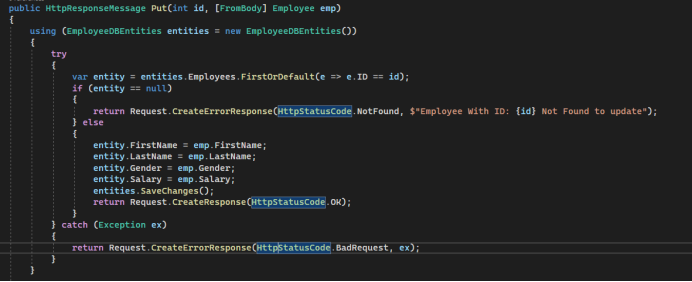 public HttpResponseMessage Put(int id, [FromBody] Employee emp)
{
    using (EmployeeDBEntities entities = new EmployeeDBEntities())
    {
        try
        {
            var entity = entities.Employees.FirstOrDefault(e => e.ID == id);
            if (entity == null)
            {
                return Request.CreateErrorResponse(HttpStatusCode.NotFound, $"Employee With ID: {id} Not Found to update");
            } else
            {
                entity.FirstName = emp.FirstName;
                entity.LastName = emp.LastName;
                entity.Gender = emp.Gender;
                entity.Salary = emp.Salary;
                entities.SaveChanges();
                return Request.CreateResponse(HttpStatusCode.OK);
            }
        } catch (Exception ex)
        {
            return Request.CreateErrorResponse(HttpStatusCode.BadRequest, ex);
        }
    }